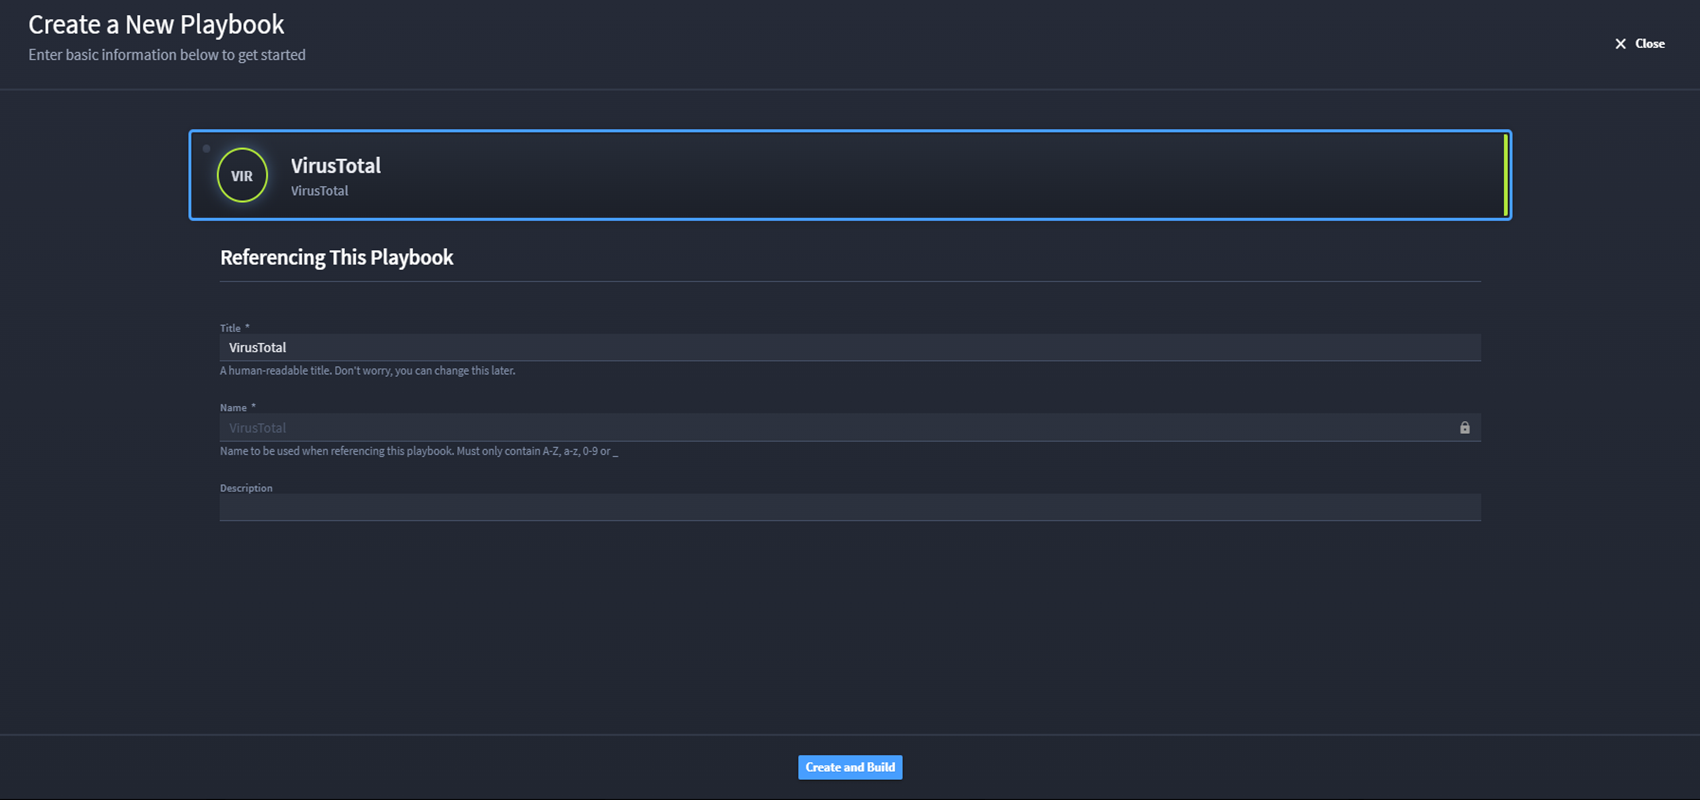 Create a New Playbook
Enter basic information below to get started
Close
VIR
VirusTotal
VirusTotal
Referencing This Playbook
Title *
VirusTotal
A human-readable title. Don't worry, you can change this later.
Name *
VirusTotal
Name to be used when referencing this playbook. Must only contain A-Z, a-z, 0-9 or _
Description
Create and Build